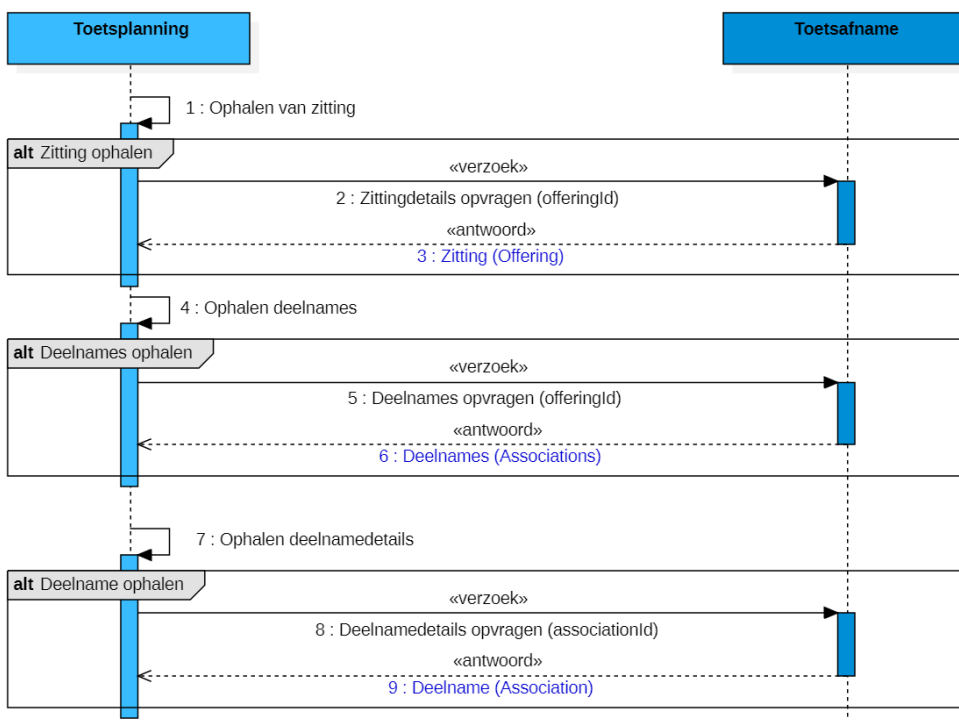 Toetsplanning
Toetsafname
1 : Ophalen van zitting
alt Zitting ophalen
«verzoek»
2 : Zittingdetails opvragen (offeringId)
«antwoord»
3 : Zitting (Offering)
4 : Ophalen deelnames
alt Deelnames ophalen
«verzoek»
5 : Deelnames opvragen (offeringId)
«antwoord»
6 : Deelnames (Associations)
7 : Ophalen deelnamedetails
alt Deelname ophalen
«verzoek»
8 : Deelnamedetails opvragen (associationId)
«antwoord»
9 : Deelname (Association)